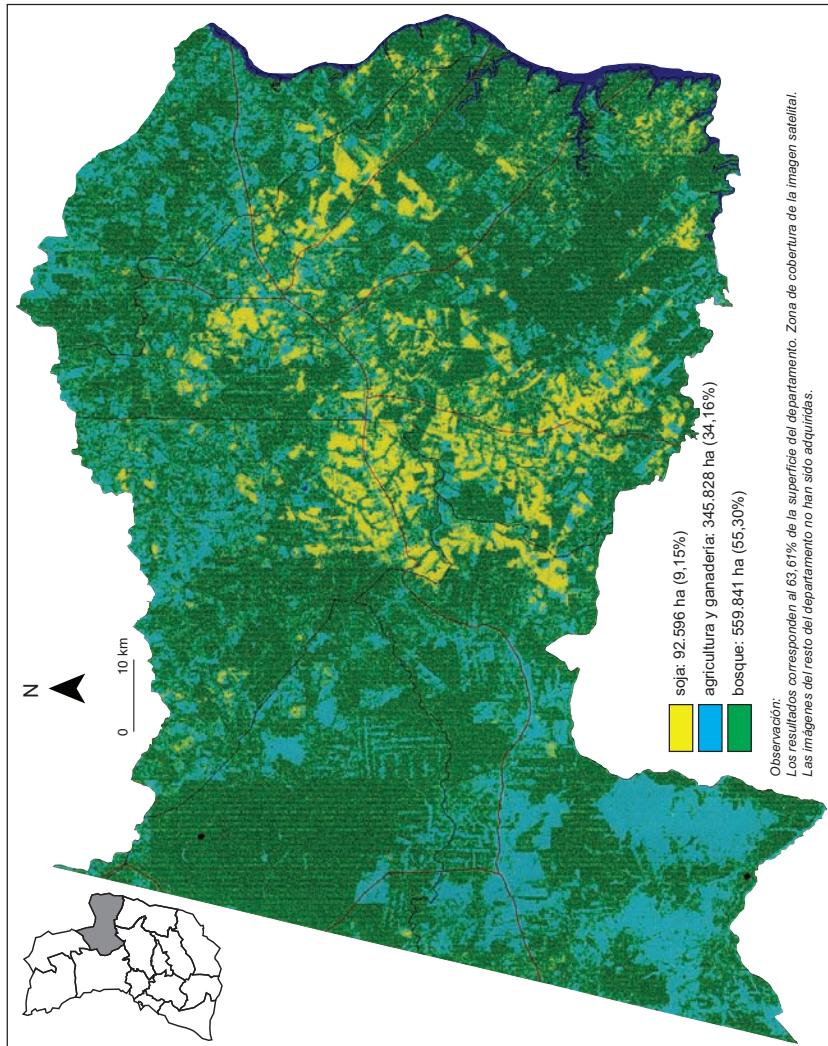 N
0 10 km
soja: 92.596 ha (9,15%)
agricultura y ganadería: 345.828 ha (34,16%)
bosque: 559.841 ha (55,30%)
Observación:
Los resultados corresponden al 63,61% de la superficie del departamento. Zona de cobertura de la imagen satelital.
Las imágenes del resto del departamento no han sido adquiridas.